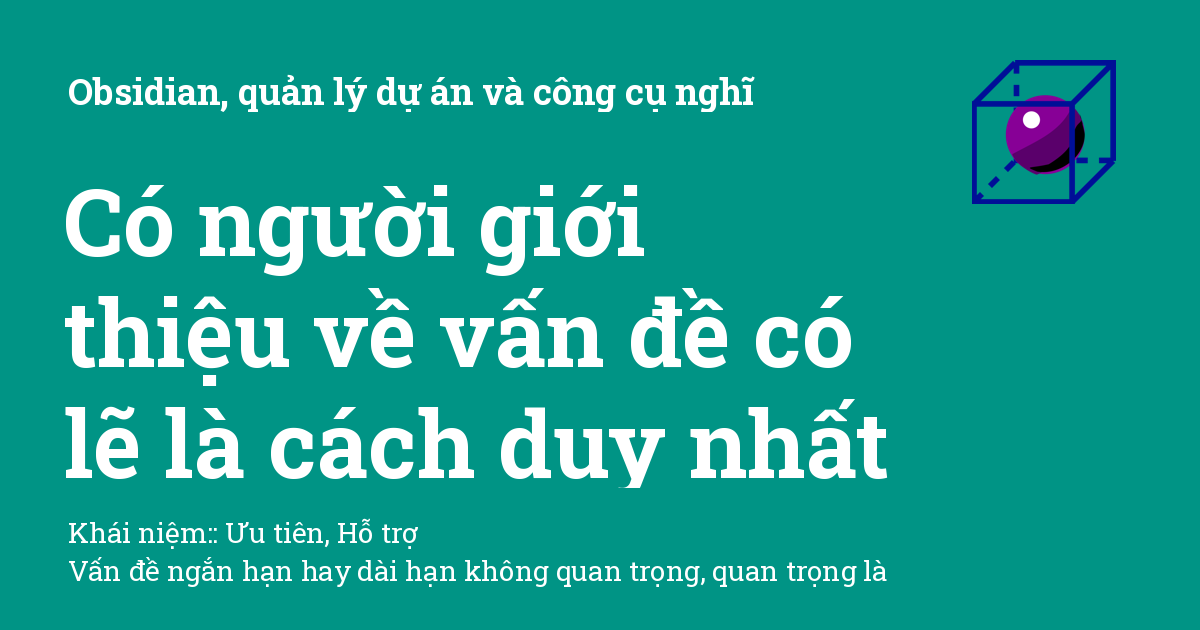 Obsidian, quản lý dự án và công cụ nghĩ
Có người giới
thiệu về vấn đề có
lẽ là cách duy nhất
Khái niệm:: Ưu tiên, Hỗ trợ
Vấn đề ngắn hạn hay dài hạn không quan trọng, quan trọng là